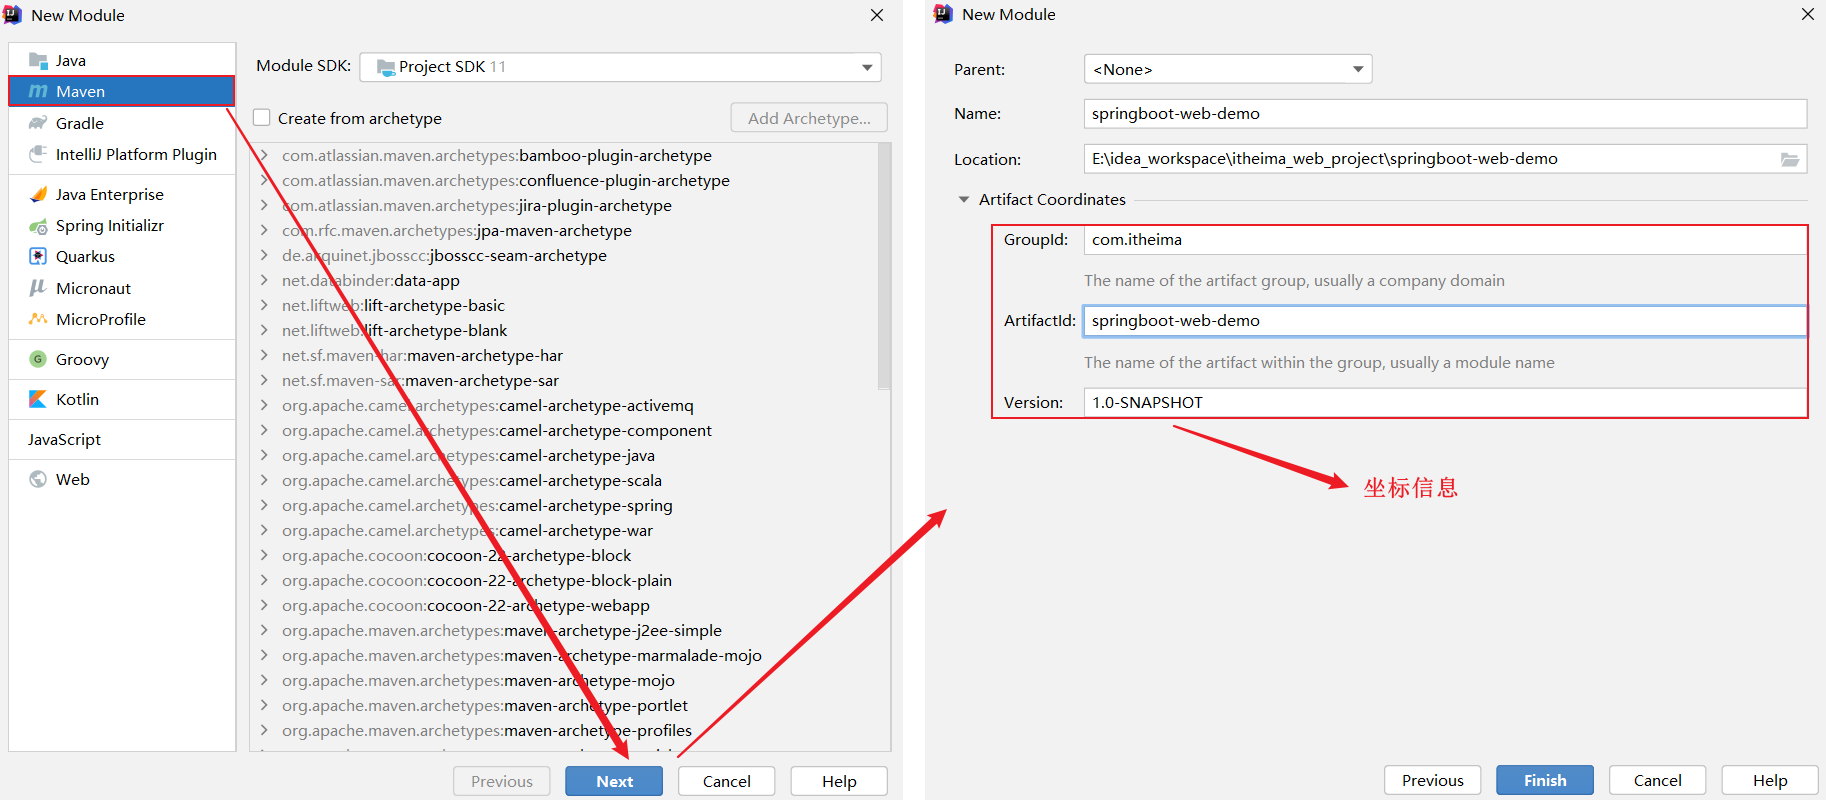 New Module
Java
Maven
Gradle
IntelliJ Platform Plugin
Java Enterprise
Spring Initializr
Quarkus
Micronaut
MicroProfile
Groovy
Kotlin
JavaScript
Web
Module SDK: Project SDK 11
Create from archetype
Add Archetype...
com.atlassian.maven.archetypes:bamboo-plugin-archetype
com.atlassian.maven.archetypes:confluence-plugin-archetype
com.atlassian.maven.archetypes:jira-plugin-archetype
com.rfc.maven.archetypes:jpa-maven-archetype
de.arquinet.jbosscc:jbosscc-seam-archetype
net.databinder:data-app
net.liftweb:lift-archetype-basic
net.liftweb:lift-archetype-blank
net.sf.maven-har:maven-archetype-har
net.sf.maven-sar:maven-archetype-sar
org.apache.camel.archetypes:camel-archetype-activemq
org.apache.camel.archetypes:camel-archetype-component
org.apache.camel.archetypes:camel-archetype-java
org.apache.camel.archetypes:camel-archetype-scala
org.apache.camel.archetypes:camel-archetype-spring
org.apache.camel.archetypes:camel-archetype-war
org.apache.cocoon:cocoon-22-archetype-block
org.apache.cocoon:cocoon-22-archetype-block-plain
org.apache.cocoon:cocoon-22-archetype-webapp
org.apache.maven.archetypes:maven-archetype-j2ee-simple
org.apache.maven.archetypes:maven-archetype-marmalade-mojo
org.apache.maven.archetypes:maven-archetype-mojo
org.apache.maven.archetypes:maven-archetype-portlet
org.apache.maven.archetypes:maven-archetype-profiles
Previous Next Cancel Help
New Module
Parent: <None>
Name: springboot-web-demo
Location: E:\idea_workspace\itheima_web_project\springboot-web-demo
Artifact Coordinates
GroupId: com.itheima
The name of the artifact group, usually a company domain
ArtifactId: springboot-web-demo
The name of the artifact within the group, usually a module name
Version: 1.0-SNAPSHOT
坐标信息
Previous Finish Cancel Help